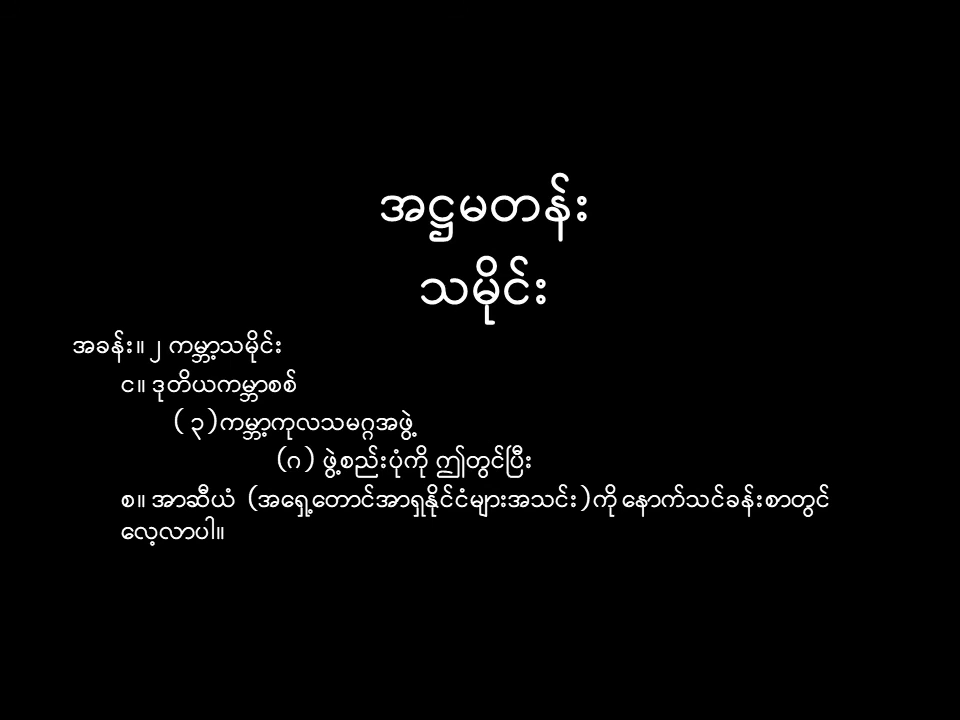 အဋ္ဌမတန်း
သမိုင်း
အခန်း။ ၂ ကမ္ဘာ့သမိုင်း
င။ ဒုတိယကမ္ဘာစစ်
( ၃)ကမ္ဘာ့ကုလသမဂ္ဂအဖွဲ့
(ဂ) ဖွဲ့စည်းပုံကို ဤတွင်ပြီး
စ။ အာဆီယံ (အရှေ့တောင်အာရှနိုင်ငံများအသင်း)ကို နောက်သင်ခန်းစာတွင်
လေ့လာပါ။